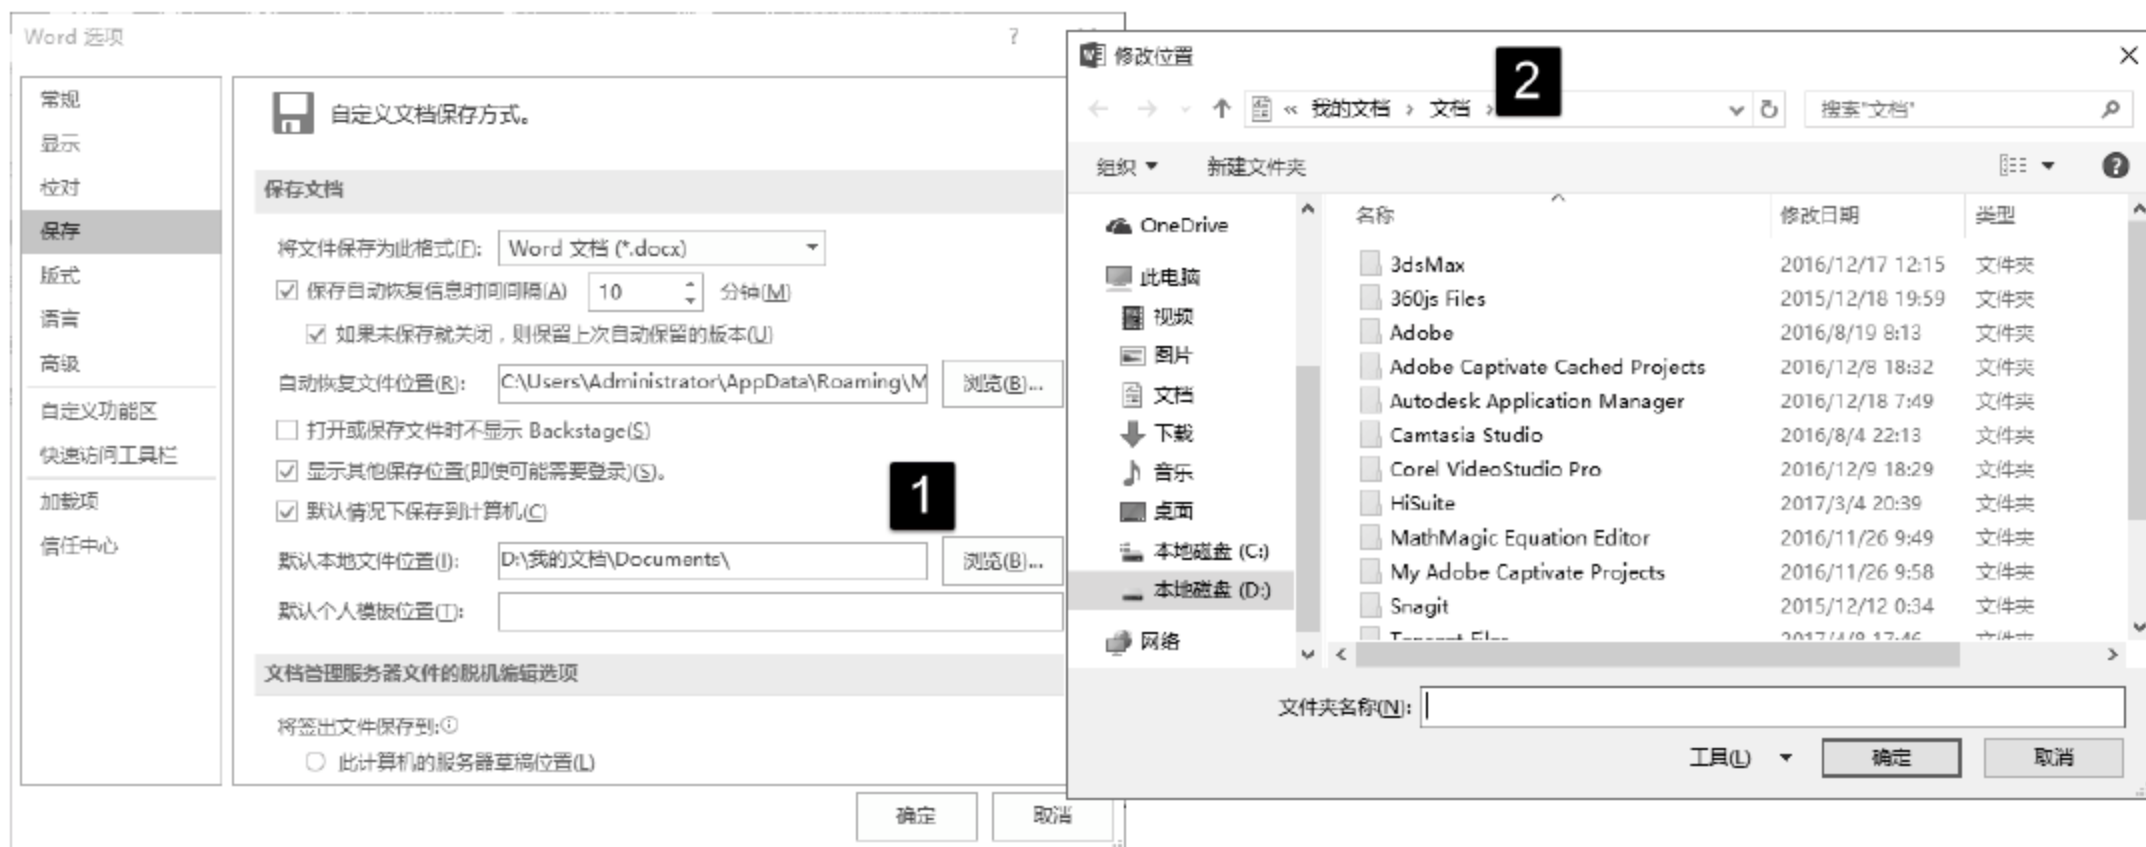 Word 选项
?
常规
显示
校对
保存
版式
语言
高级
自定义功能区
快速访问工具栏
加载项
信任中心
自定义文档保存方式。
保存文档
将文件保存为此格式(F): Word 文档 (*.docx)
保存自动恢复信息时间间隔(A) 10 分钟(M)
如果未保存就关闭，则保留上次自动保留的版本(U)
自动恢复文件位置(R): C:\Users\Administrator\AppData\Roaming\M 浏览(B)...
打开或保存文件时不显示 Backstage(S)
显示其他保存位置(即使可能需要登录)(S)。
默认情况下保存到计算机(C)
1
默认本地文件位置(I): D:\我的文档\Documents\ 浏览(B)...
默认个人模板位置(T):
文档管理服务器文件的脱机编辑选项
将签出文件保存到:
此计算机的服务器草稿位置(L)
确定 取消
修改位置
2
« 我的文档 › 文档 ›
搜索"文档"
组织 新建文件夹
OneDrive
此电脑
视频
图片
文档
下载
音乐
桌面
本地磁盘 (C:)
本地磁盘 (D:)
网络
名称 修改日期 类型
3dsMax 2016/12/17 12:15 文件夹
360js Files 2015/12/18 19:59 文件夹
Adobe 2016/8/19 8:13 文件夹
Adobe Captivate Cached Projects 2016/12/8 18:32 文件夹
Autodesk Application Manager 2016/12/18 7:49 文件夹
Camtasia Studio 2016/8/4 22:13 文件夹
Corel VideoStudio Pro 2016/12/9 18:29 文件夹
HiSuite 2017/3/4 20:39 文件夹
MathMagic Equation Editor 2016/11/26 9:49 文件夹
My Adobe Captivate Projects 2016/11/26 9:58 文件夹
Snagit 2015/12/12 0:34 文件夹
文件夹名称(N):
工具(L) 确定 取消